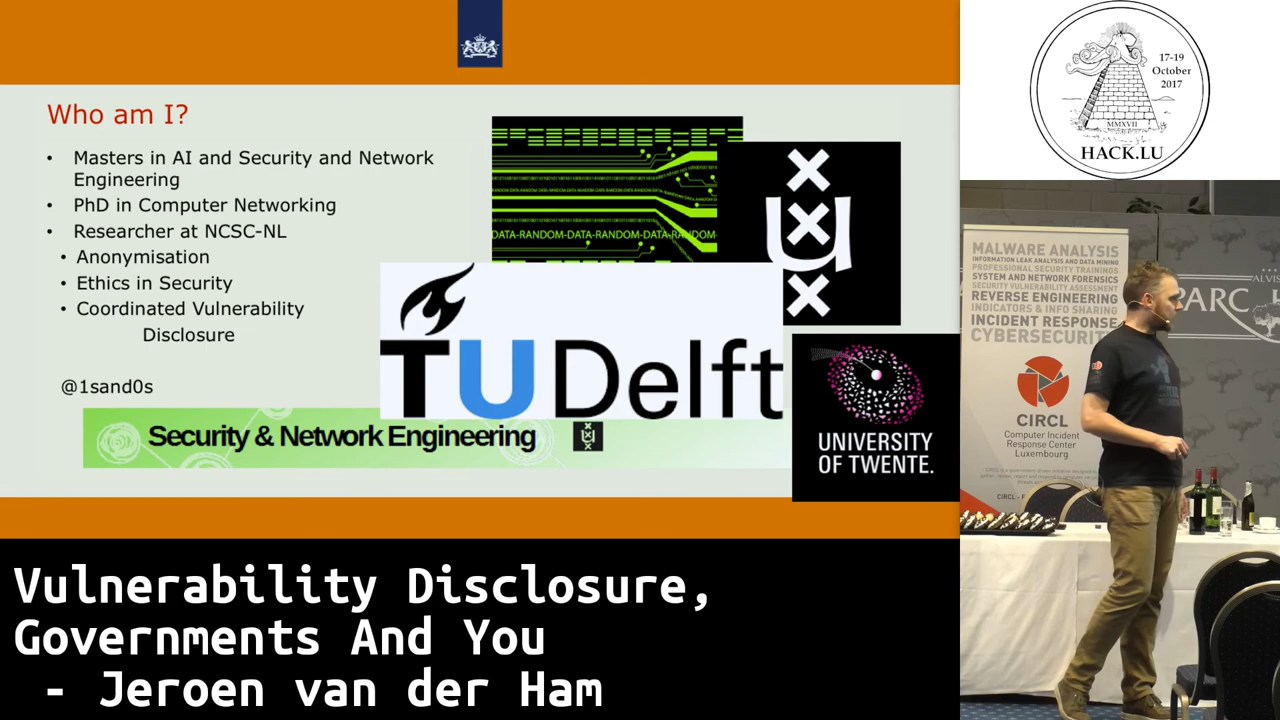 Who am I?
• Masters in AI and Security and Network
Engineering
• PhD in Computer Networking
• Researcher at NCSC-NL
• Anonymisation
• Ethics in Security
• Coordinated Vulnerability
Disclosure
@1sand0s
DATA-RANDOM-DATA-RANDOM-DATA-RANDOM
U
TU Delft
Security & Network Engineering
UNIVERSITY
OF TWENTE.
17-19
October
2017
MMXVII
HACK.LU
MALWARE ANALYSIS
INFORMATION LEAK ANALYSIS AND DATA MINING
PROFESSIONAL SECURITY TRAININGS
SYSTEM AND NETWORK FORENSICS
SECURITY VULNERABILITY ASSESSMENT
REVERSE ENGINEERING
INDICATORS & INFO SHARING
INCIDENT RESPONSE
CYBERSECURIT
ALVIS
PARC
CIRCL
Computer Incident
Response Center
Luxembourg
Vulnerability Disclosure,
Governments And You
- Jeroen van der Ham